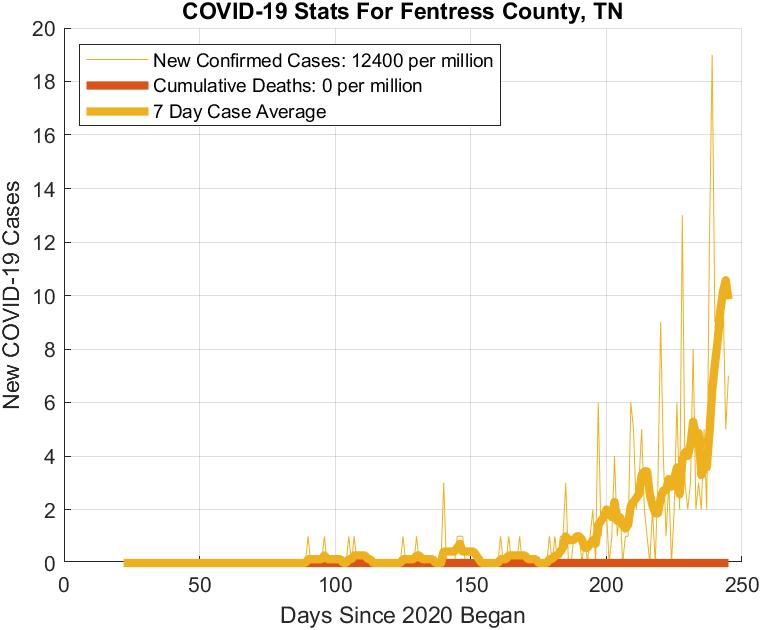 COVID-19 Stats For Fentress County, TN
New Confirmed Cases: 12400 per million
Cumulative Deaths: 0 per million
7 Day Case Average
New COVID-19 Cases
20
18
16
14
12
10
8
6
4
2
0
0 50 100 150 200 250
Days Since 2020 Began